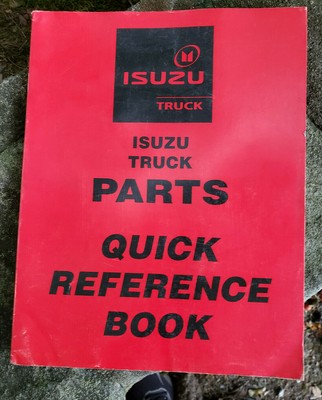 ISUZU
TRUCK
ISUZU
TRUCK
PARTS
QUICK
REFERENCE
BOOK